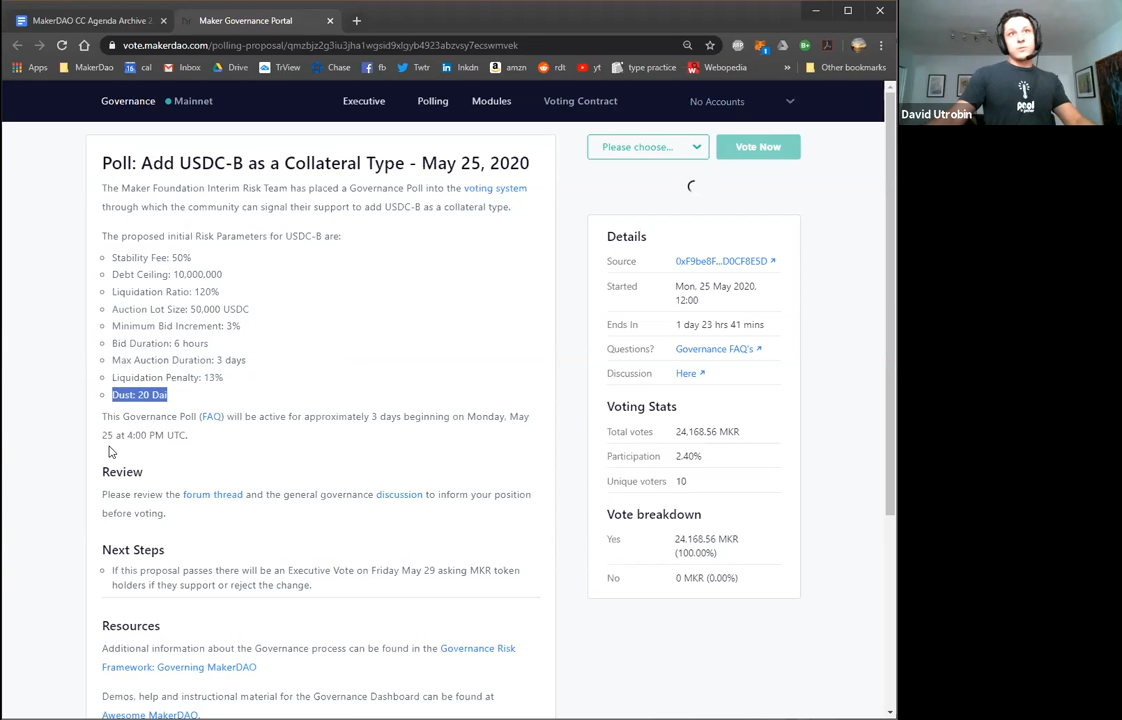 MakerDAO CC Agenda Archive 2
Maker Governance Portal
vote.makerdao.com/polling-proposal/qmzbjz2g3iu3jha1wgsid9xlgyb4923abzvsy7ecswmvek
Apps
MakerDao
cal
Inbox
Drive
TrView
Chase
fb
Twtr
lnkdn
amzn
rdt
yt
type practice
Webopedia
»
Other bookmarks
Governance
Mainnet
Executive
Polling
Modules
Voting Contract
No Accounts
David Utrobin
Poll: Add USDC-B as a Collateral Type - May 25, 2020
The Maker Foundation Interim Risk Team has placed a Governance Poll into the voting system
through which the community can signal their support to add USDC-B as a collateral type.
The proposed initial Risk Parameters for USDC-B are:
Stability Fee: 50%
Debt Ceiling: 10,000,000
Liquidation Ratio: 120%
Auction Lot Size: 50,000 USDC
Minimum Bid Increment: 3%
Bid Duration: 6 hours
Max Auction Duration: 3 days
Liquidation Penalty: 13%
Dust: 20 Dai
This Governance Poll (FAQ) will be active for approximately 3 days beginning on Monday, May
25 at 4:00 PM UTC.
Review
Please review the forum thread and the general governance discussion to inform your position
before voting.
Next Steps
If this proposal passes there will be an Executive Vote on Friday May 29 asking MKR token
holders if they support or reject the change.
Resources
Additional information about the Governance process can be found in the Governance Risk
Framework: Governing MakerDAO
Demos, help and instructional material for the Governance Dashboard can be found at
Awesome MakerDAO.
Please choose...
Vote Now
Details
Source
0xF9be8F...D0CF8E5D
Started
Mon, 25 May 2020,
12:00
Ends In
1 day 23 hrs 41 mins
Questions?
Governance FAQ's
Discussion
Here
Voting Stats
Total votes
24,168.56 MKR
Participation
2.40%
Unique voters
10
Vote breakdown
Yes
24,168.56 MKR
(100.00%)
No
0 MKR (0.00%)